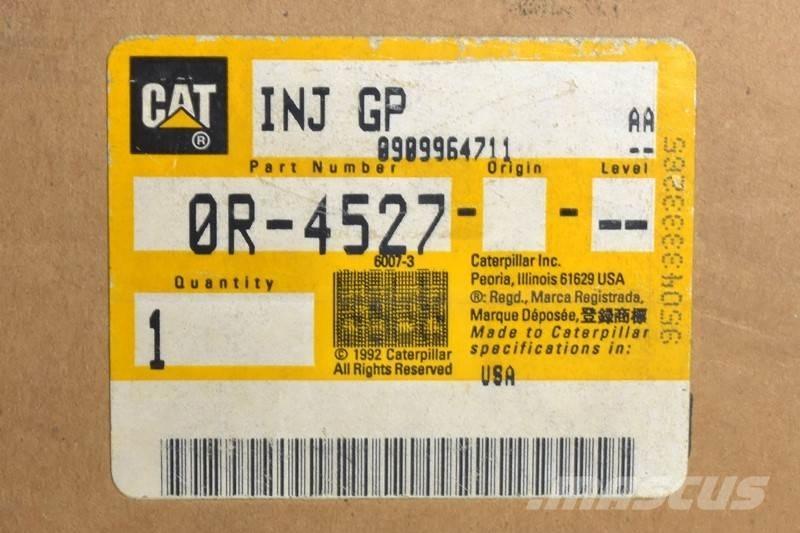 CAT
®
INJ GP
AA
0909964711
--
Part Number
Origin
Level
0R-4527-
-
--
6007-3
Quantity
1
© 1992 Caterpillar
All Rights Reserved
Caterpillar Inc.
Peoria, Illinois 61629 USA
®: Regd., Marca Registrada,
Marque Déposée, 登録商標
Made to Caterpillar
specifications in:
USA
MASCUS